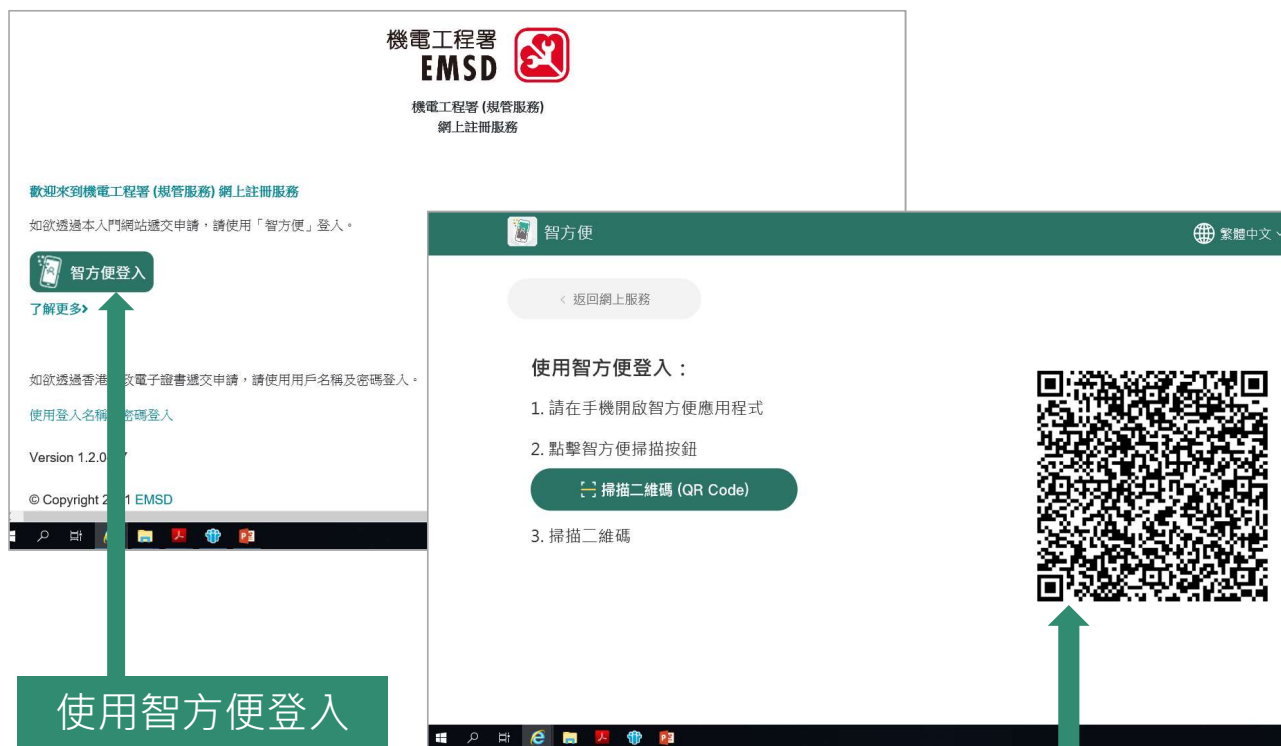 機電工程署
EMSD
機電工程署 (規管服務)
網上註冊服務
歡迎來到機電工程署 (規管服務) 網上註冊服務
如欲透過本入門網站遞交申請，請使用「智方便」登入。
智方便登入
了解更多>
如欲透過香港 政電子證書遞交申請，請使用用戶名稱及密碼登入。
使用登入名稱 密碼登入
Version 1.2.0
© Copyright 2 1 EMSD
使用智方便登入
智方便
繁體中文
< 返回網上服務
使用智方便登入：
1. 請在手機開啟智方便應用程式
2. 點擊智方便掃描按鈕
掃描二維碼 (QR Code)
3. 掃描二維碼